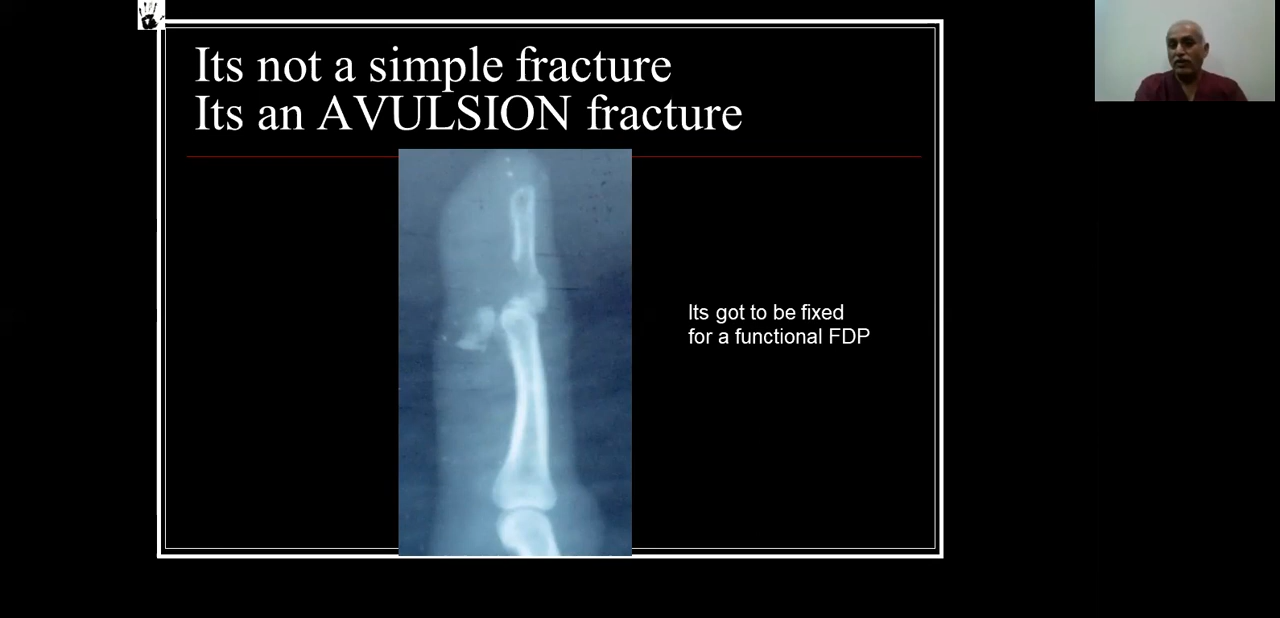 Its not a simple fracture
Its an AVULSION fracture
Its got to be fixed
for a functional FDP